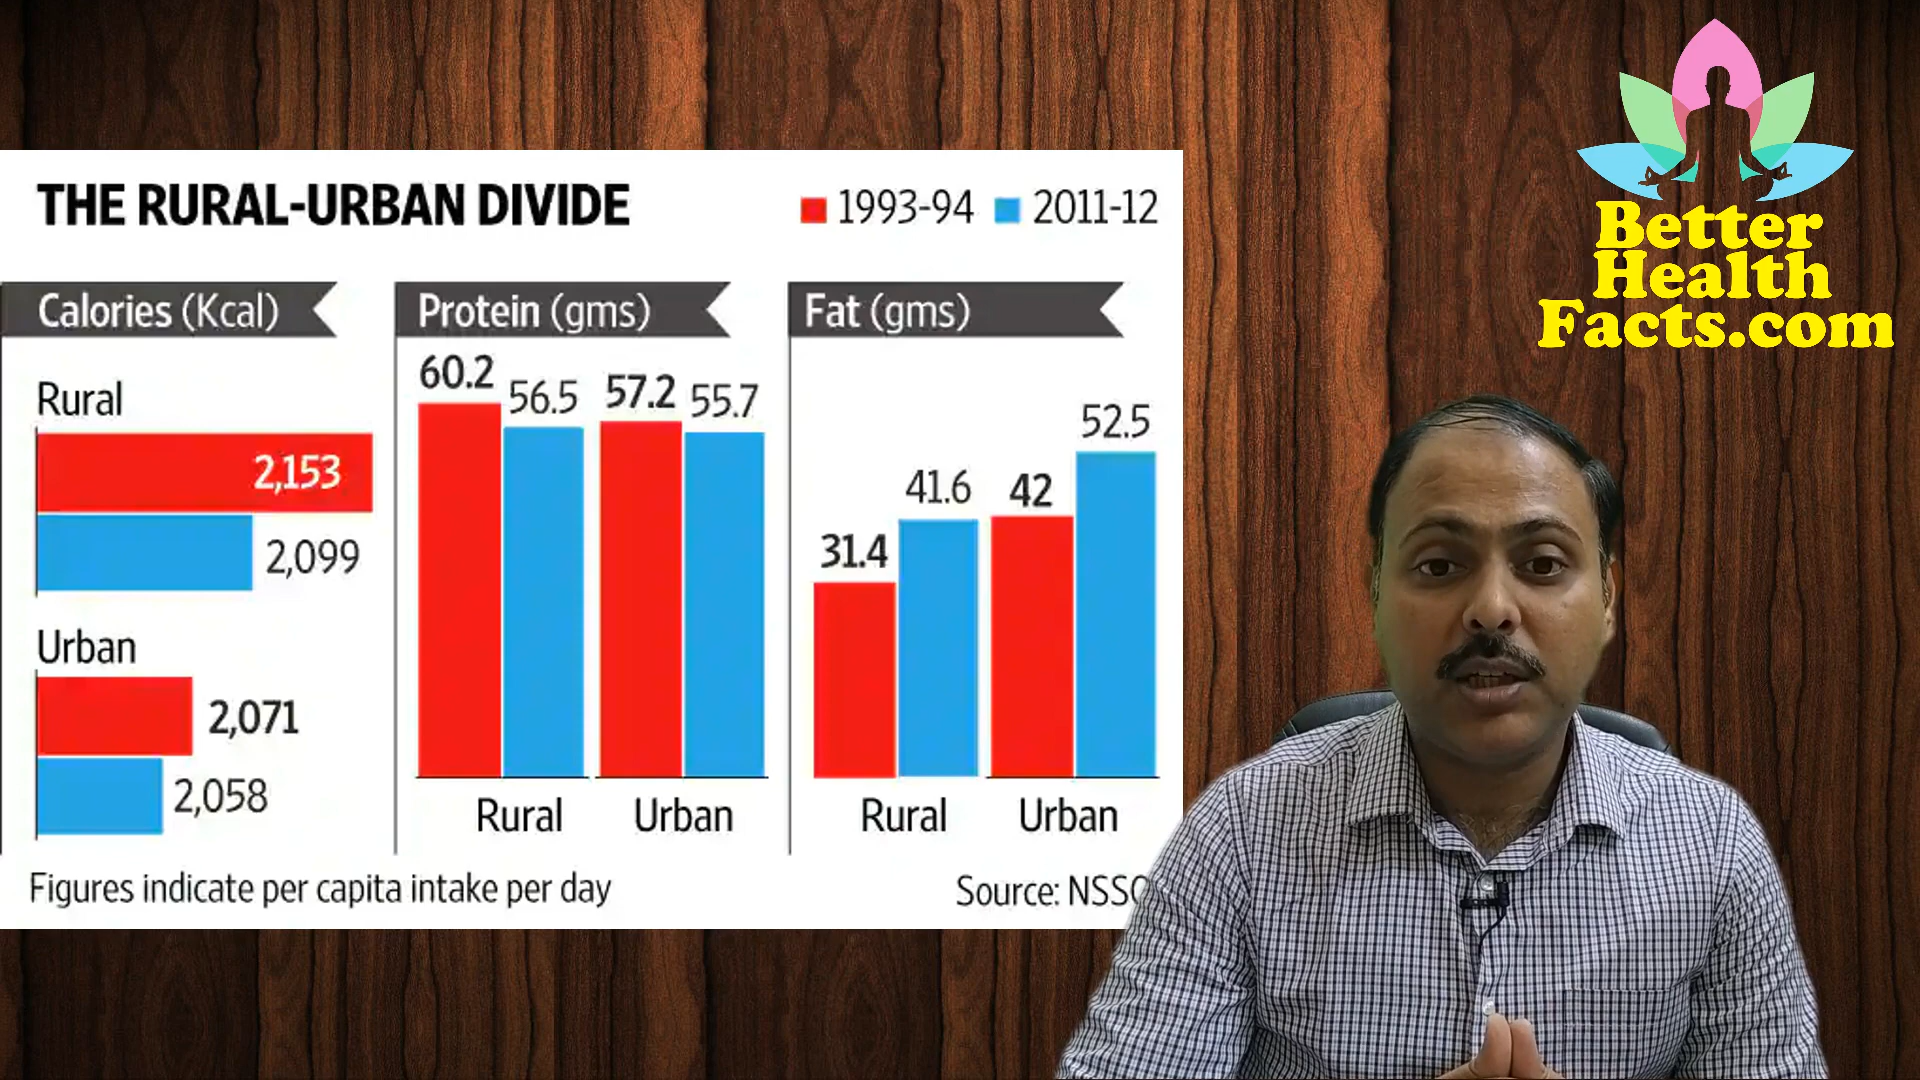 THE RURAL-URBAN DIVIDE
1993-94 2011-12
Calories (Kcal)
Rural
2,153
2,099
Urban
2,071
2,058
Protein (gms)
60.2 56.5 57.2 55.7
Rural Urban
Fat (gms)
31.4 41.6 42 52.5
Rural Urban
Figures indicate per capita intake per day
Source: NSSO
Better
Health
Facts.com